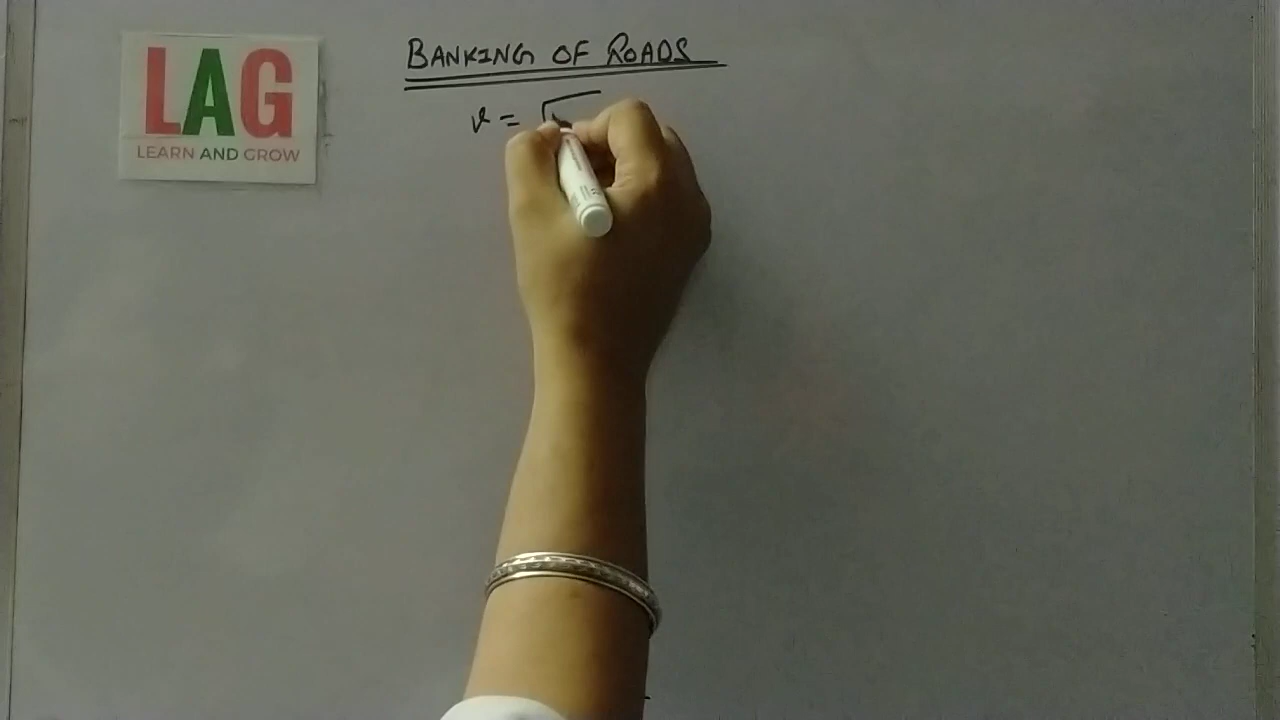 LAG
LEARN AND GROW
BANKING OF ROADS
v = √